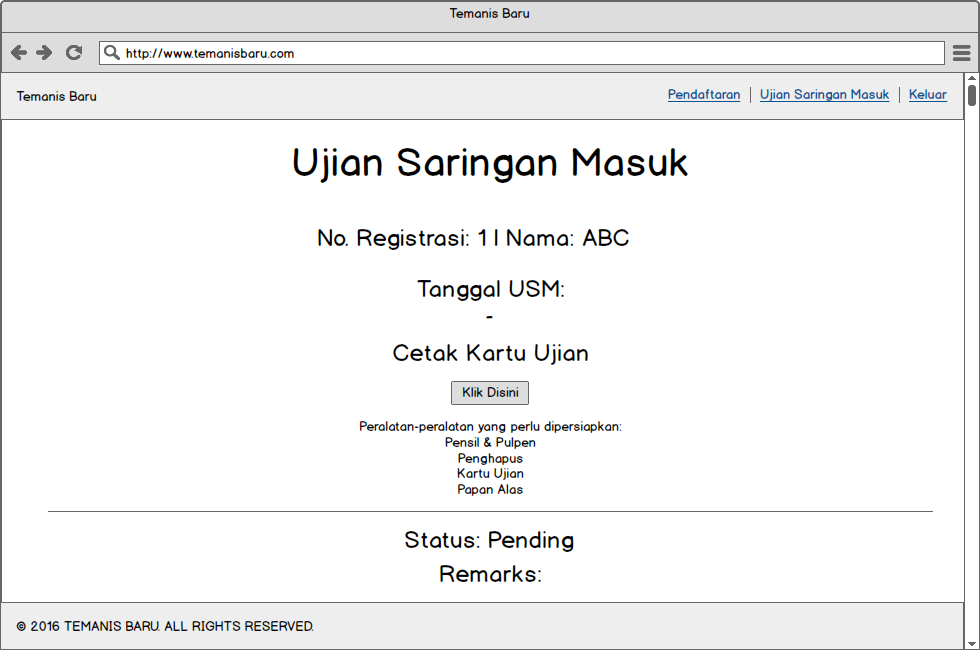 Temanis Baru
http://www.temanisbaru.com
Temanis Baru
Pendaftaran | Ujian Saringan Masuk | Keluar
Ujian Saringan Masuk
No. Registrasi: 1 | Nama: ABC
Tanggal USM:
-
Cetak Kartu Ujian
Klik Disini
Peralatan-peralatan yang perlu dipersiapkan:
Pensil & Pulpen
Penghapus
Kartu Ujian
Papan Alas
Status: Pending
Remarks:
© 2016 TEMANIS BARU. ALL RIGHTS RESERVED.